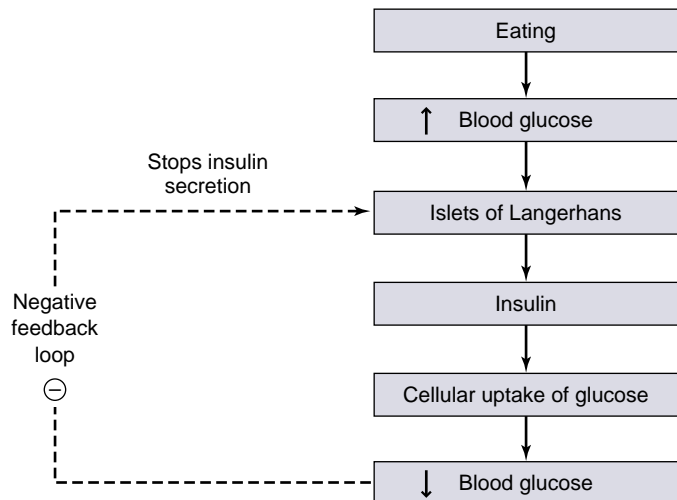 Eating
↑ Blood glucose
Stops insulin
secretion
Islets of Langerhans
Insulin
Negative
feedback
loop
−
Cellular uptake of glucose
↓ Blood glucose